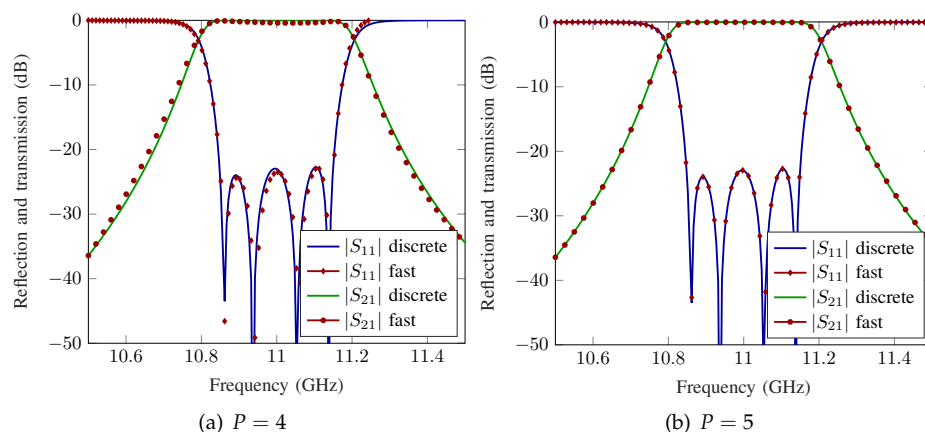 0
−10
−20
−30
−40
−50
10.6
10.8
11
11.2
11.4
Frequency (GHz)
Reflection and transmission (dB)
|S11| discrete
|S11| fast
|S21| discrete
|S21| fast
(a) P = 4
0
−10
−20
−30
−40
−50
10.6
10.8
11
11.2
11.4
Frequency (GHz)
Reflection and transmission (dB)
|S11| discrete
|S11| fast
|S21| discrete
|S21| fast
(b) P = 5